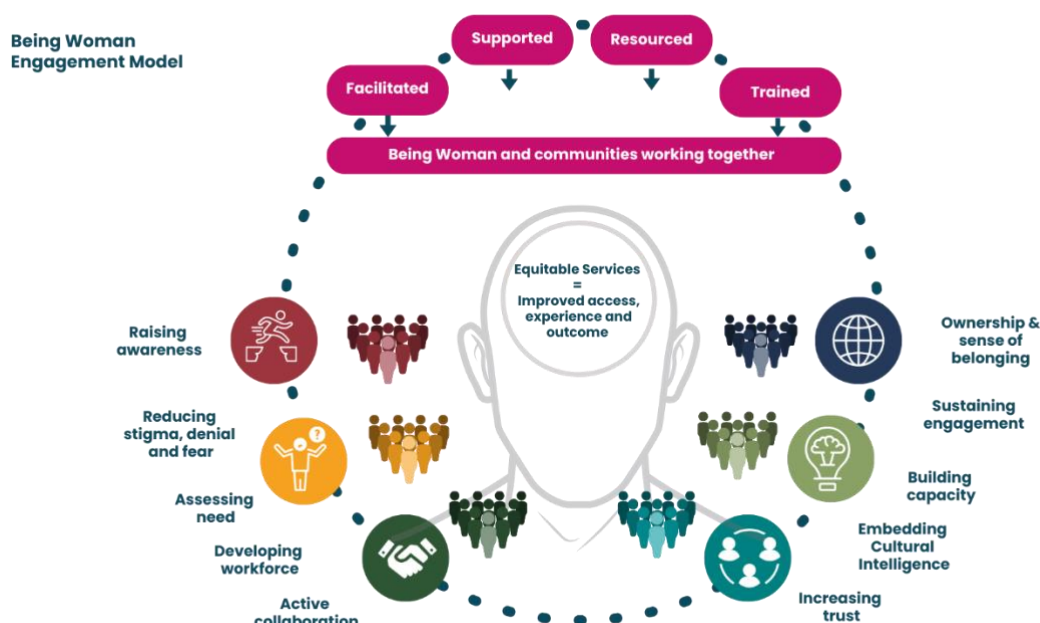 Being Woman
Engagement Model
Supported
Resourced
Facilitated
Trained
Being Woman and communities working together
Equitable Services
=
Improved access,
experience and
outcome
Raising
awareness
Reducing
stigma, denial
and fear
?
Assessing
need
Developing
workforce
Active
collaboration
Ownership &
sense of
belonging
Sustaining
engagement
Building
capacity
Embedding
Cultural
Intelligence
Increasing
trust